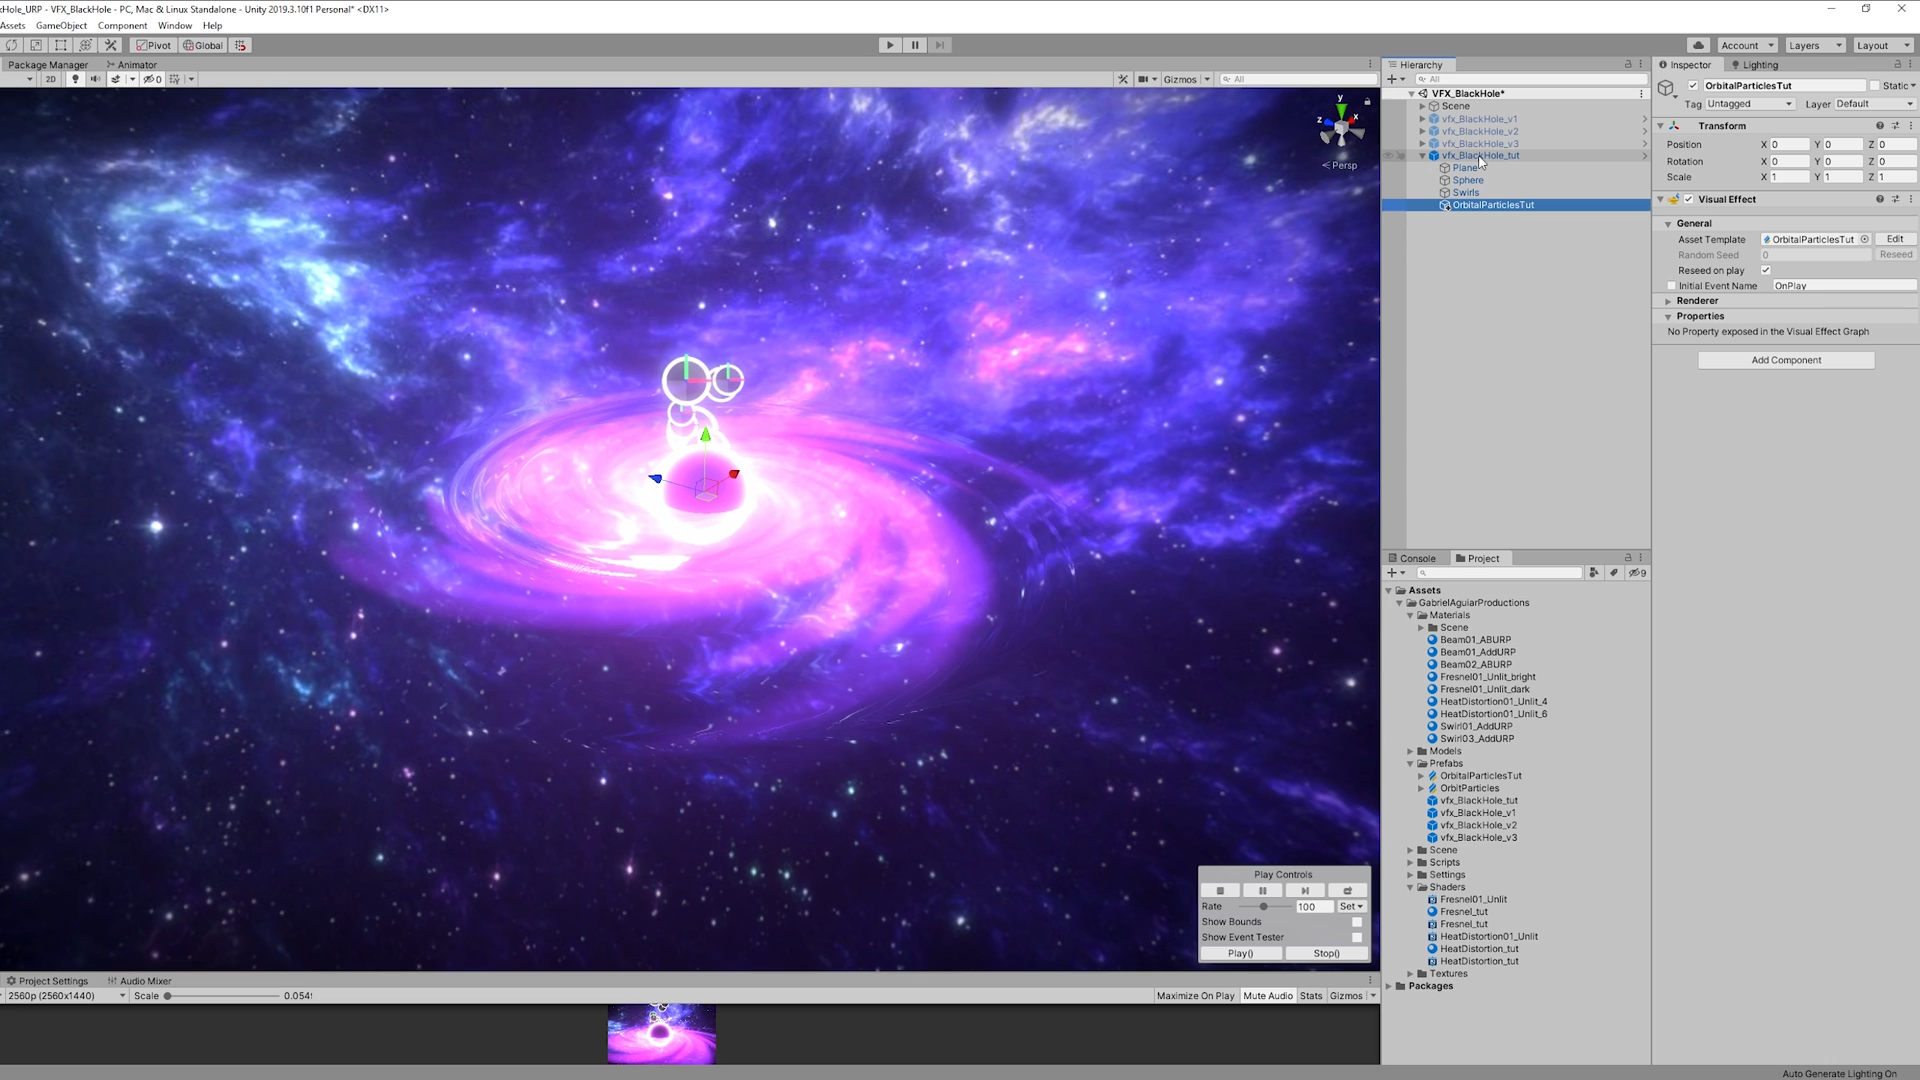 kHole_URP - VFX_BlackHole - PC, Mac & Linux Standalone - Unity 2019.3.10f1 Personal* <DX11>
Assets GameObject Component Window Help
Pivot Global Account Layers Layout
Package Manager Animator
2D 0 Gizmos All
y
x
z
< Persp
Play Controls
Rate 100 Set
Show Bounds
Show Event Tester
Play() Stop()
Project Settings Audio Mixer
2560p (2560x1440) Scale 0.054! Maximize On Play Mute Audio Stats Gizmos
Hierarchy
+ All
VFX_BlackHole*
Scene
vfx_BlackHole_v1
vfx_BlackHole_v2
vfx_BlackHole_v3
vfx_BlackHole_tut
Plane
Sphere
Swirls
OrbitalParticlesTut
Console Project
+ 9
Assets
GabrielAguiarProductions
Materials
Scene
Beam01_ABURP
Beam01_AddURP
Beam02_ABURP
Fresnel01_Unlit_bright
Fresnel01_Unlit_dark
HeatDistortion01_Unlit_4
HeatDistortion01_Unlit_6
Swirl01_AddURP
Swirl03_AddURP
Models
Prefabs
OrbitalParticlesTut
OrbitParticles
vfx_BlackHole_tut
vfx_BlackHole_v1
vfx_BlackHole_v2
vfx_BlackHole_v3
Scene
Scripts
Settings
Shaders
Fresnel01_Unlit
Fresnel_tut
Fresnel_tut
HeatDistortion01_Unlit
HeatDistortion_tut
HeatDistortion_tut
Textures
Packages
Inspector Lighting
OrbitalParticlesTut Static
Tag Untagged Layer Default
Transform
Position X 0 Y 0 Z 0
Rotation X 0 Y 0 Z 0
Scale X 1 Y 1 Z 1
Visual Effect
General
Asset Template OrbitalParticlesTut Edit
Random Seed 0 Reseed
Reseed on play
Initial Event Name OnPlay
Renderer
Properties
No Property exposed in the Visual Effect Graph
Add Component
Auto Generate Lighting On